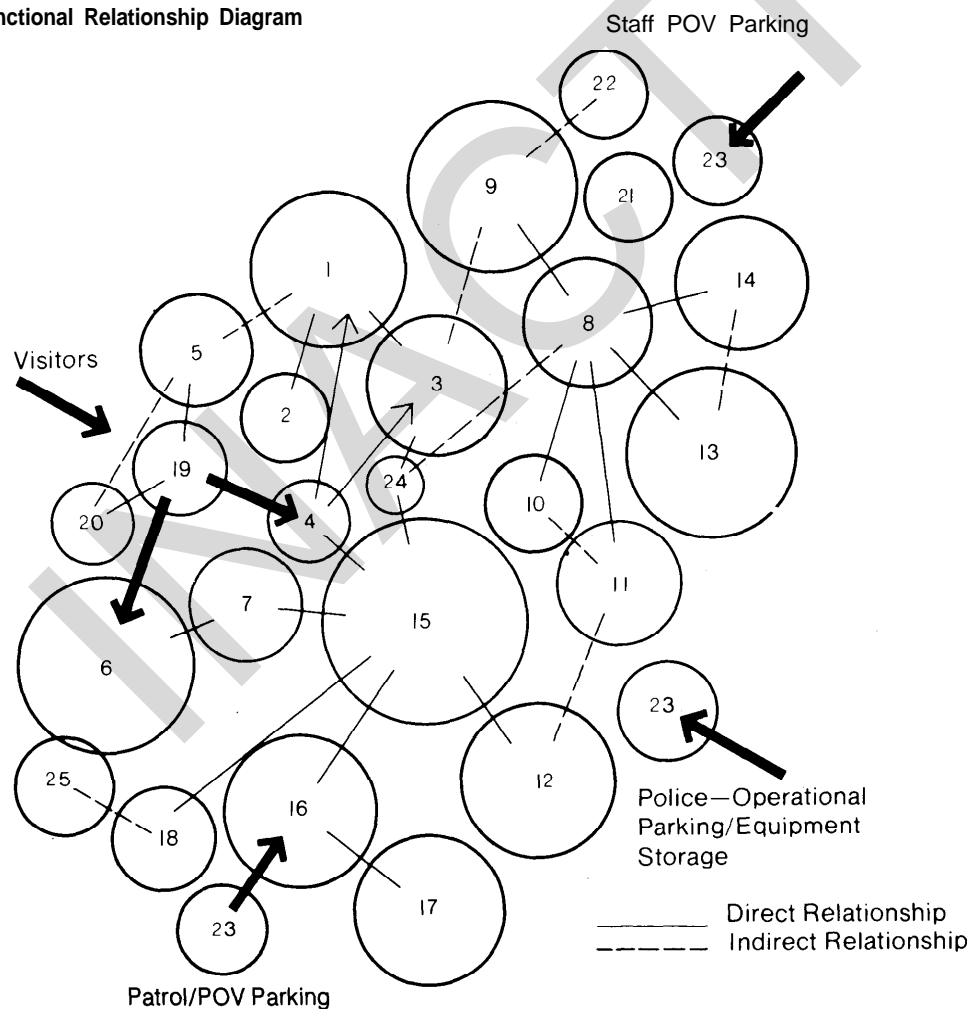 nctional Relationship Diagram
Staff POV Parking
22
23
9
21
1
14
8
5
Visitors
3
2
13
19
24
10
20
4
11
7
15
6
23
12
25
16
18
Police—Operational
Parking/Equipment
Storage
17
23
Direct Relationship
Indirect Relationship
Patrol/POV Parking
INACTI